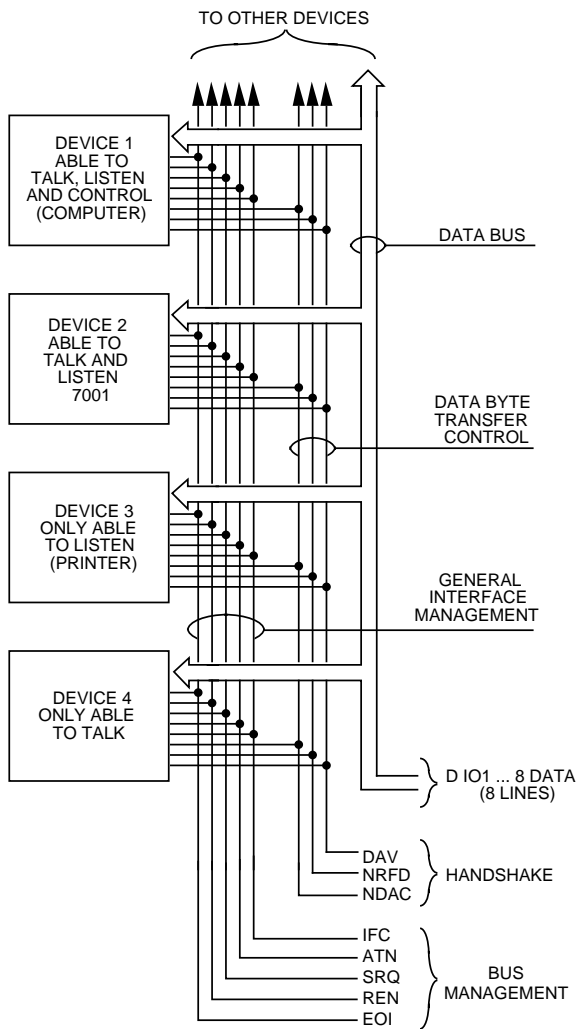 TO OTHER DEVICES
DEVICE 1
ABLE TO
TALK, LISTEN
AND CONTROL
(COMPUTER)
DATA BUS
DEVICE 2
ABLE TO
TALK AND
LISTEN
7001
DATA BYTE
TRANSFER
CONTROL
DEVICE 3
ONLY ABLE
TO LISTEN
(PRINTER)
GENERAL
INTERFACE
MANAGEMENT
DEVICE 4
ONLY ABLE
TO TALK
D IO1 ... 8 DATA
(8 LINES)
DAV
NRFD
NDAC
HANDSHAKE
IFC
ATN
SRQ
REN
EOI
BUS
MANAGEMENT